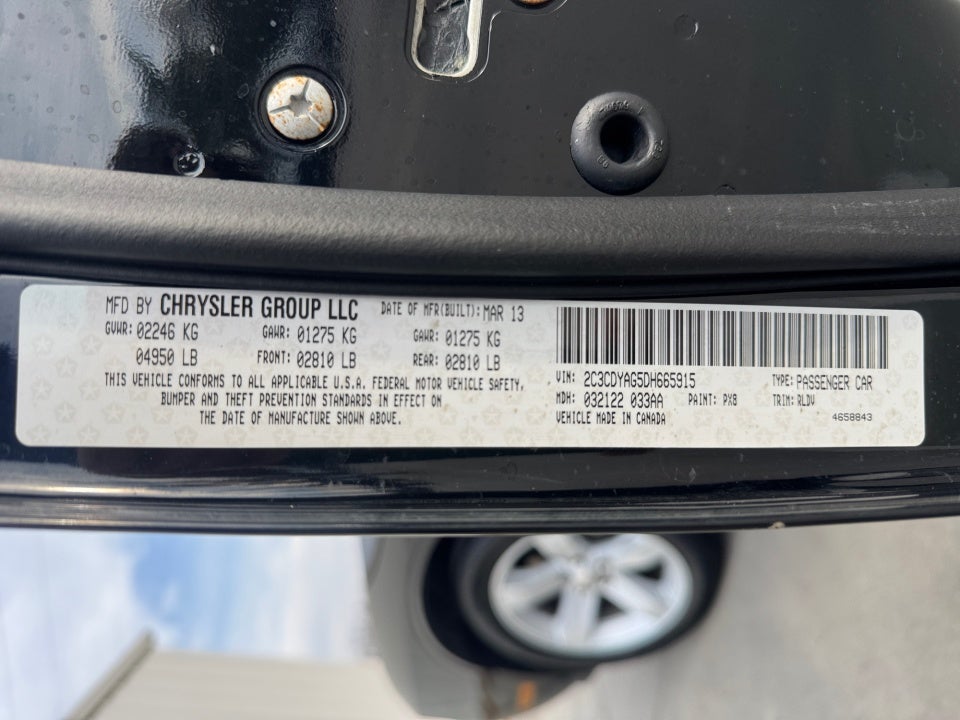 MFD BY CHRYSLER GROUP LLC DATE OF MFR(BUILT): MAR 13
GVWR: 02246 KG GAWR: 01275 KG GAWR: 01275 KG
04950 LB FRONT: 02810 LB REAR: 02810 LB
THIS VEHICLE CONFORMS TO ALL APPLICABLE U.S.A. FEDERAL MOTOR VEHICLE SAFETY,
BUMPER AND THEFT PREVENTION STANDARDS IN EFFECT ON
THE DATE OF MANUFACTURE SHOWN ABOVE.
VIN: 2C3CDYAG5DH665915 TYPE: PASSENGER CAR
MDH: 032122 033AA PAINT: PX8 TRIM: RLDV
VEHICLE MADE IN CANADA 4658843